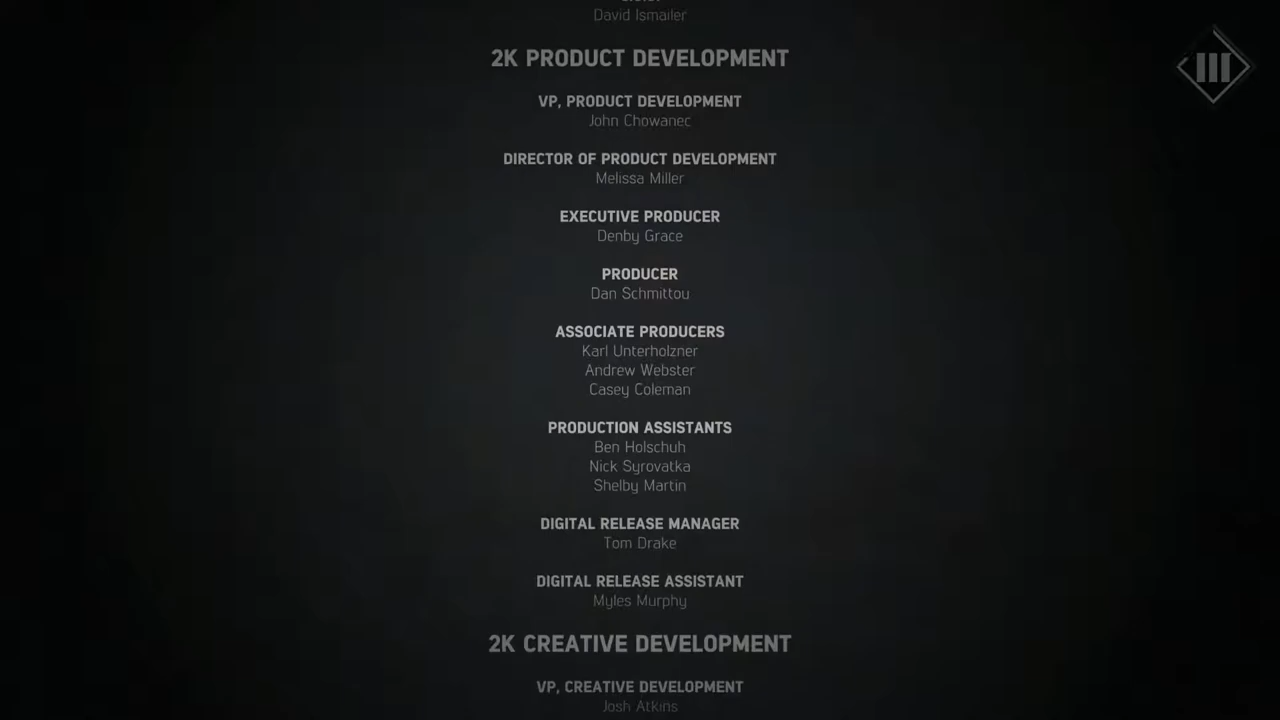 David Ismailer
2K PRODUCT DEVELOPMENT
VP, PRODUCT DEVELOPMENT
John Chowanec
DIRECTOR OF PRODUCT DEVELOPMENT
Melissa Miller
EXECUTIVE PRODUCER
Denby Grace
PRODUCER
Dan Schmittou
ASSOCIATE PRODUCERS
Karl Unterholzner
Andrew Webster
Casey Coleman
PRODUCTION ASSISTANTS
Ben Holschuh
Nick Syrovatka
Shelby Martin
DIGITAL RELEASE MANAGER
Tom Drake
DIGITAL RELEASE ASSISTANT
Myles Murphy
2K CREATIVE DEVELOPMENT
VP, CREATIVE DEVELOPMENT
Josh Atkins
III